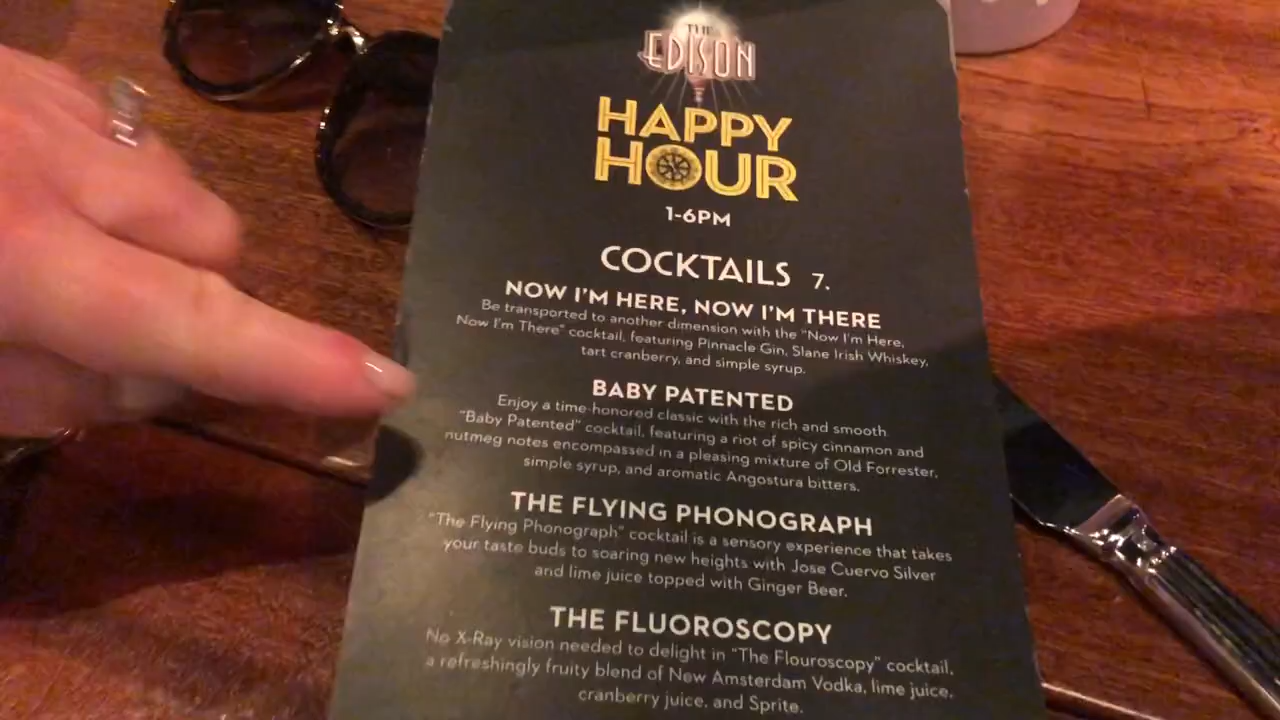 THE
EDISON
HAPPY
HOUR
1-6PM
COCKTAILS 7.
NOW I'M HERE, NOW I'M THERE
Be transported to another dimension with the "Now I'm Here,
Now I'm There" cocktail, featuring Pinnacle Gin, Slane Irish Whiskey,
tart cranberry, and simple syrup.
BABY PATENTED
Enjoy a time-honored classic with the rich and smooth
"Baby Patented" cocktail, featuring a riot of spicy cinnamon and
nutmeg notes encompassed in a pleasing mixture of Old Forrester,
simple syrup, and aromatic Angostura bitters.
THE FLYING PHONOGRAPH
"The Flying Phonograph" cocktail is a sensory experience that takes
your taste buds to soaring new heights with Jose Cuervo Silver
and lime juice topped with Ginger Beer.
THE FLUOROSCOPY
No X-Ray vision needed to delight in "The Flouroscopy" cocktail,
a refreshingly fruity blend of New Amsterdam Vodka, lime juice,
cranberry juice, and Sprite.